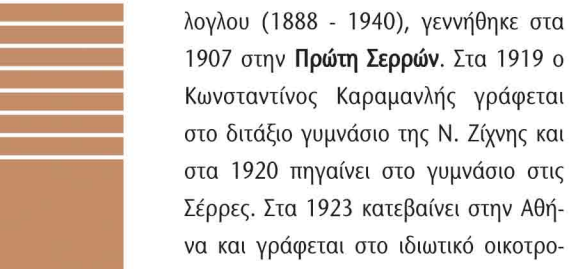 λογλου (1888 - 1940), γεννήθηκε στα
1907 στην Πρώτη Σερρών. Στα 1919 ο
Κωνσταντίνος Καραμανλής γράφεται
στο διτάξιο γυμνάσιο της Ν. Ζίχνης και
στα 1920 πηγαίνει στο γυμνάσιο στις
Σέρρες. Στα 1923 κατεβαίνει στην Αθή-
να και γράφεται στο ιδιωτικό οικοτρο-